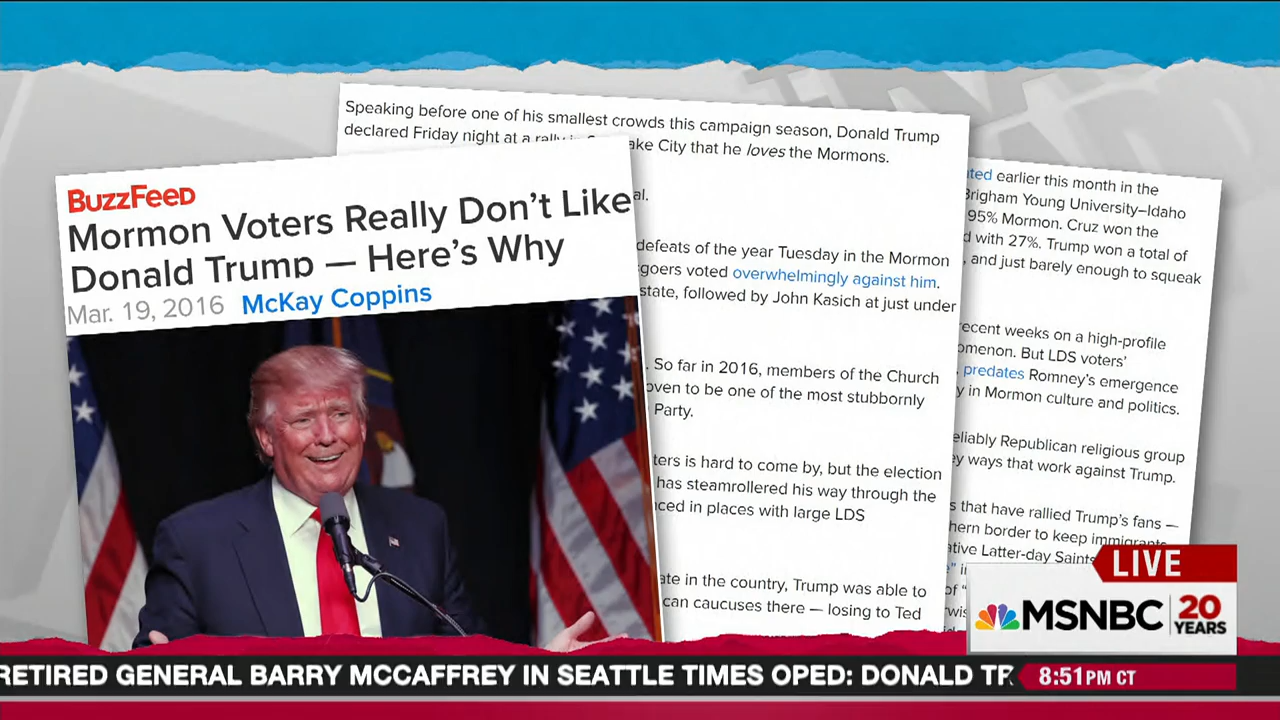 Speaking before one of his smallest crowds this campaign season, Donald Trump
declared Friday night at a rally in ake City that he loves the Mormons.
al.
defeats of the year Tuesday in the Mormon
goers voted overwhelmingly against him.
state, followed by John Kasich at just under
. So far in 2016, members of the Church
oven to be one of the most stubbornly
Party.
ters is hard to come by, but the election
has steamrollered his way through the
nced in places with large LDS
ate in the country, Trump was able to
can caucuses there — losing to Ted
BuzzFeed
Mormon Voters Really Don't Like
Donald Trump — Here's Why
Mar. 19, 2016 McKay Coppins
ted earlier this month in the
Brigham Young University–Idaho
95% Mormon. Cruz won the
d with 27%. Trump won a total of
, and just barely enough to squeak
recent weeks on a high-profile
omenon. But LDS voters'
, predates Romney's emergence
y in Mormon culture and politics.
eliably Republican religious group
ey ways that work against Trump.
s that have rallied Trump's fans —
hern border to keep immigrants
ative Latter-day Saints
LIVE
MSNBC 20 YEARS
RETIRED GENERAL BARRY MCCAFFREY IN SEATTLE TIMES OPED: DONALD TR
8:51PM CT